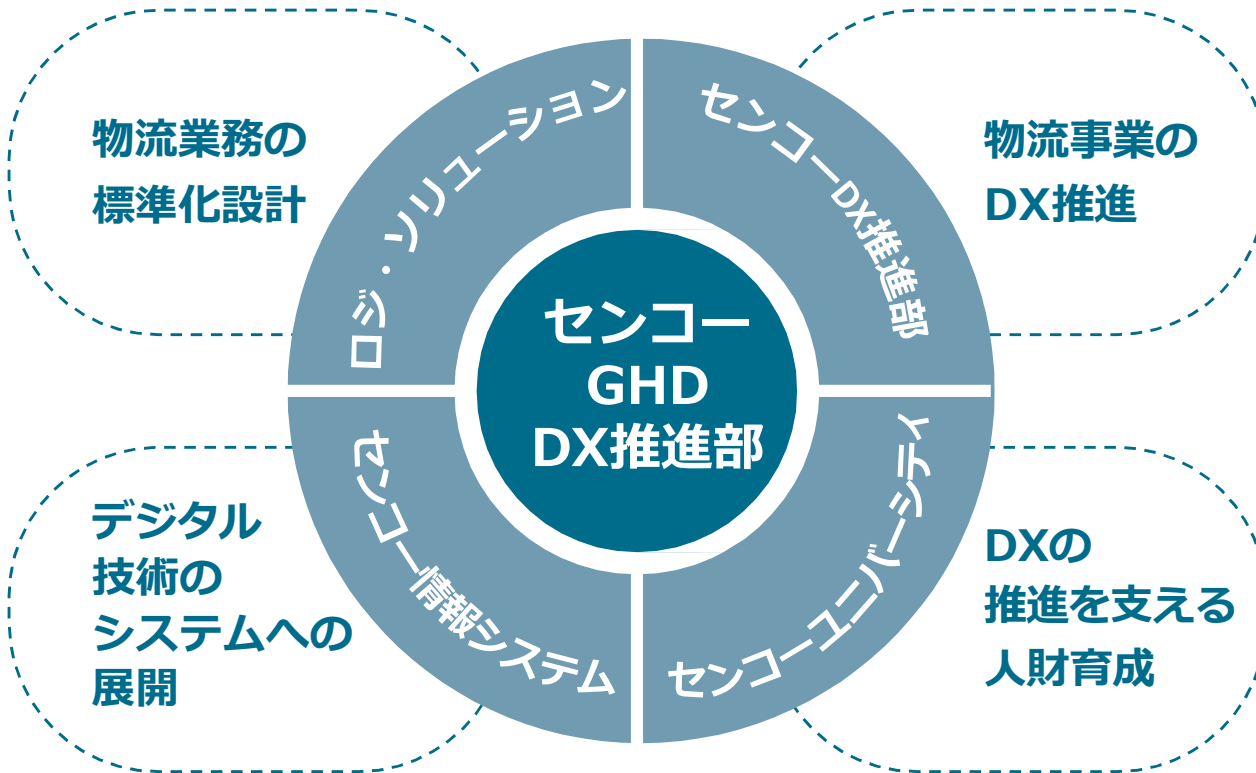 物流業務の
標準化設計
ロジ・ソリューション
センコーDX推進部
物流事業の
DX推進
センコー
GHD
DX推進部
デジタル
技術の
システムへの
展開
センコー情報システム
センコーユニバーシティ
DXの
推進を支える
人財育成